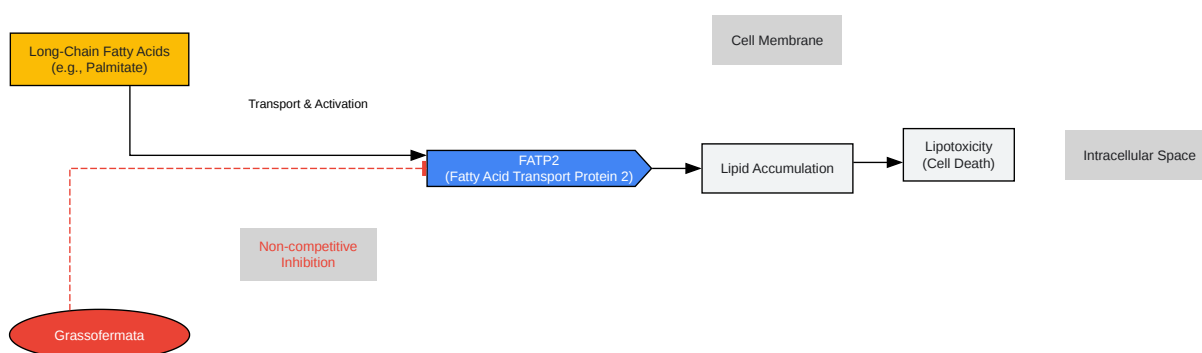 Cell Membrane
Long-Chain Fatty Acids
(e.g., Palmitate)
Transport & Activation
FATP2
(Fatty Acid Transport Protein 2)
Lipid Accumulation
Lipotoxicity
(Cell Death)
Intracellular Space
Non-competitive
Inhibition
Grassofermata